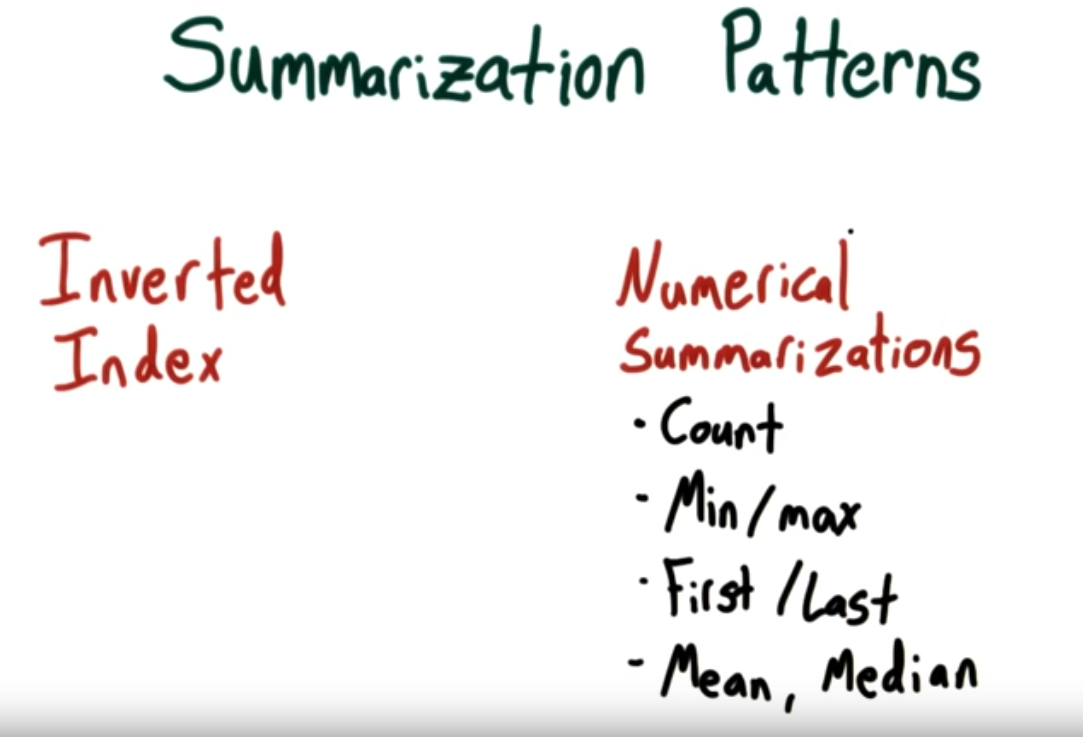 Summarization Patterns
Inverted
Index
Numerical
Summarizations
· Count
- Min/max
· First /Last
- Mean, Median